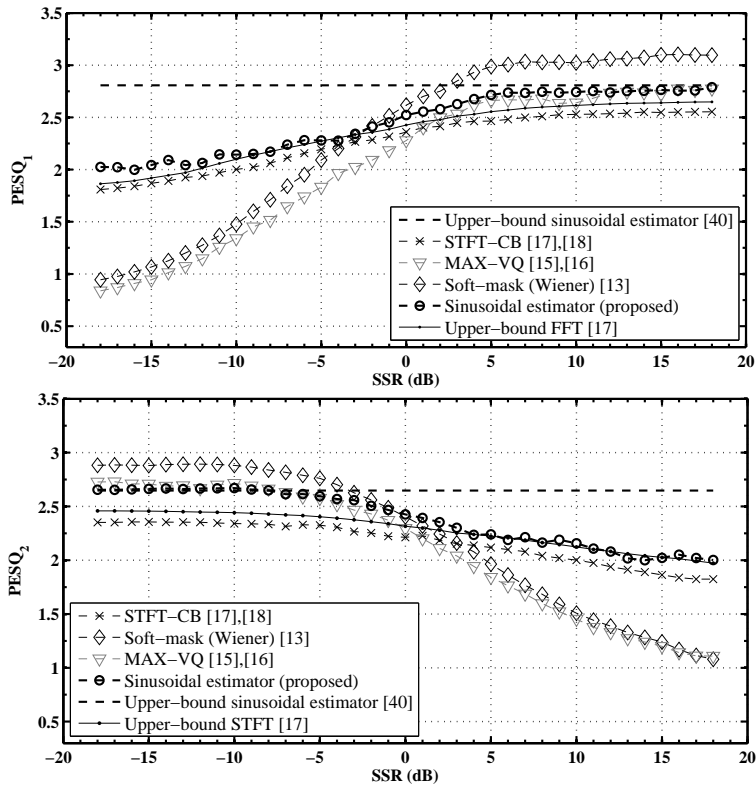 3.5
3
2.5
2
1.5
1
0.5
PESQ1
Upper−bound sinusoidal estimator [40]
STFT−CB [17],[18]
MAX−VQ [15],[16]
Soft−mask (Wiener) [13]
Sinusoidal estimator (proposed)
Upper−bound FFT [17]
−20 −15 −10 −5 0 5 10 15 20
SSR (dB)
3.5
3
2.5
2
1.5
1
0.5
PESQ2
STFT−CB [17],[18]
Soft−mask (Wiener) [13]
MAX−VQ [15],[16]
Sinusoidal estimator (proposed)
Upper−bound sinusoidal estimator [40]
Upper−bound STFT [17]
−20 −15 −10 −5 0 5 10 15 20
SSR (dB)